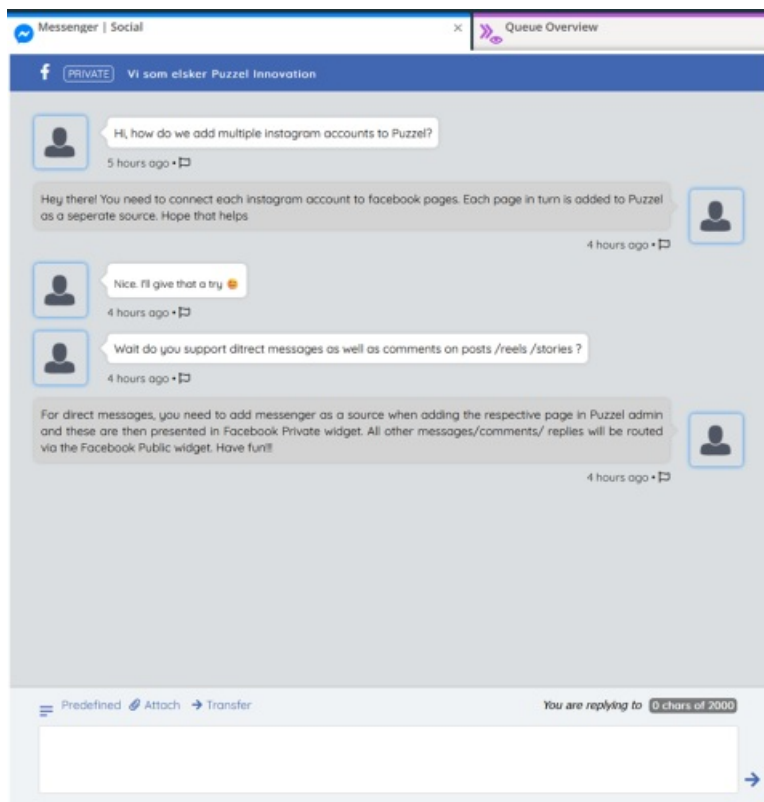 Messenger | Social
×
Queue Overview
f PRIVATE Vi som elsker Puzzel Innovation
Hi, how do we add multiple instagram accounts to Puzzel?
5 hours ago •
Hey there! You need to connect each instagram account to facebook pages. Each page in turn is added to Puzzel
as a seperate source. Hope that helps
4 hours ago •
Nice. I'll give that a try
4 hours ago •
Wait do you support ditrect messages as well as comments on posts /reels /stories ?
4 hours ago •
For direct messages, you need to add messenger as a source when adding the respective page in Puzzel admin
and these are then presented in Facebook Private widget. All other messages/comments/ replies will be routed
via the Facebook Public widget. Have fun!!!
4 hours ago •
Predefined Attach Transfer
You are replying to 0 chars of 2000